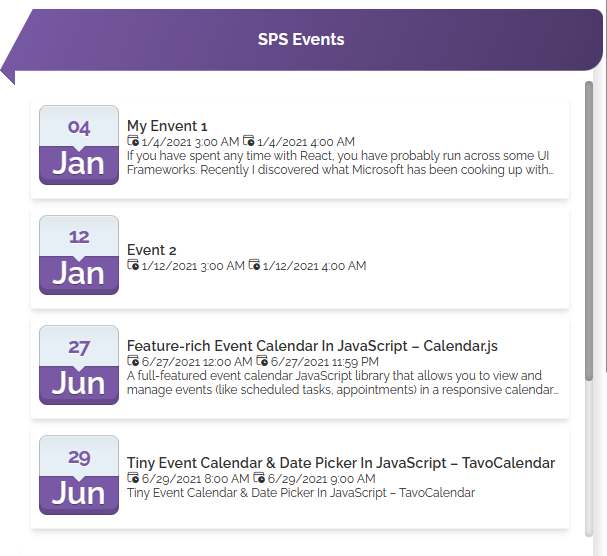 SPS Events
04
Jan
My Envent 1
1/4/2021 3:00 AM 1/4/2021 4:00 AM
If you have spent any time with React, you have probably run across some UI
Frameworks. Recently I discovered what Microsoft has been cooking up with...
12
Jan
Event 2
1/12/2021 3:00 AM 1/12/2021 4:00 AM
27
Jun
Feature-rich Event Calendar In JavaScript – Calendar.js
6/27/2021 12:00 AM 6/27/2021 11:59 PM
A full-featured event calendar JavaScript library that allows you to view and
manage events (like scheduled tasks, appointments) in a responsive calendar...
29
Jun
Tiny Event Calendar & Date Picker In JavaScript – TavoCalendar
6/29/2021 8:00 AM 6/29/2021 9:00 AM
Tiny Event Calendar & Date Picker In JavaScript – TavoCalendar